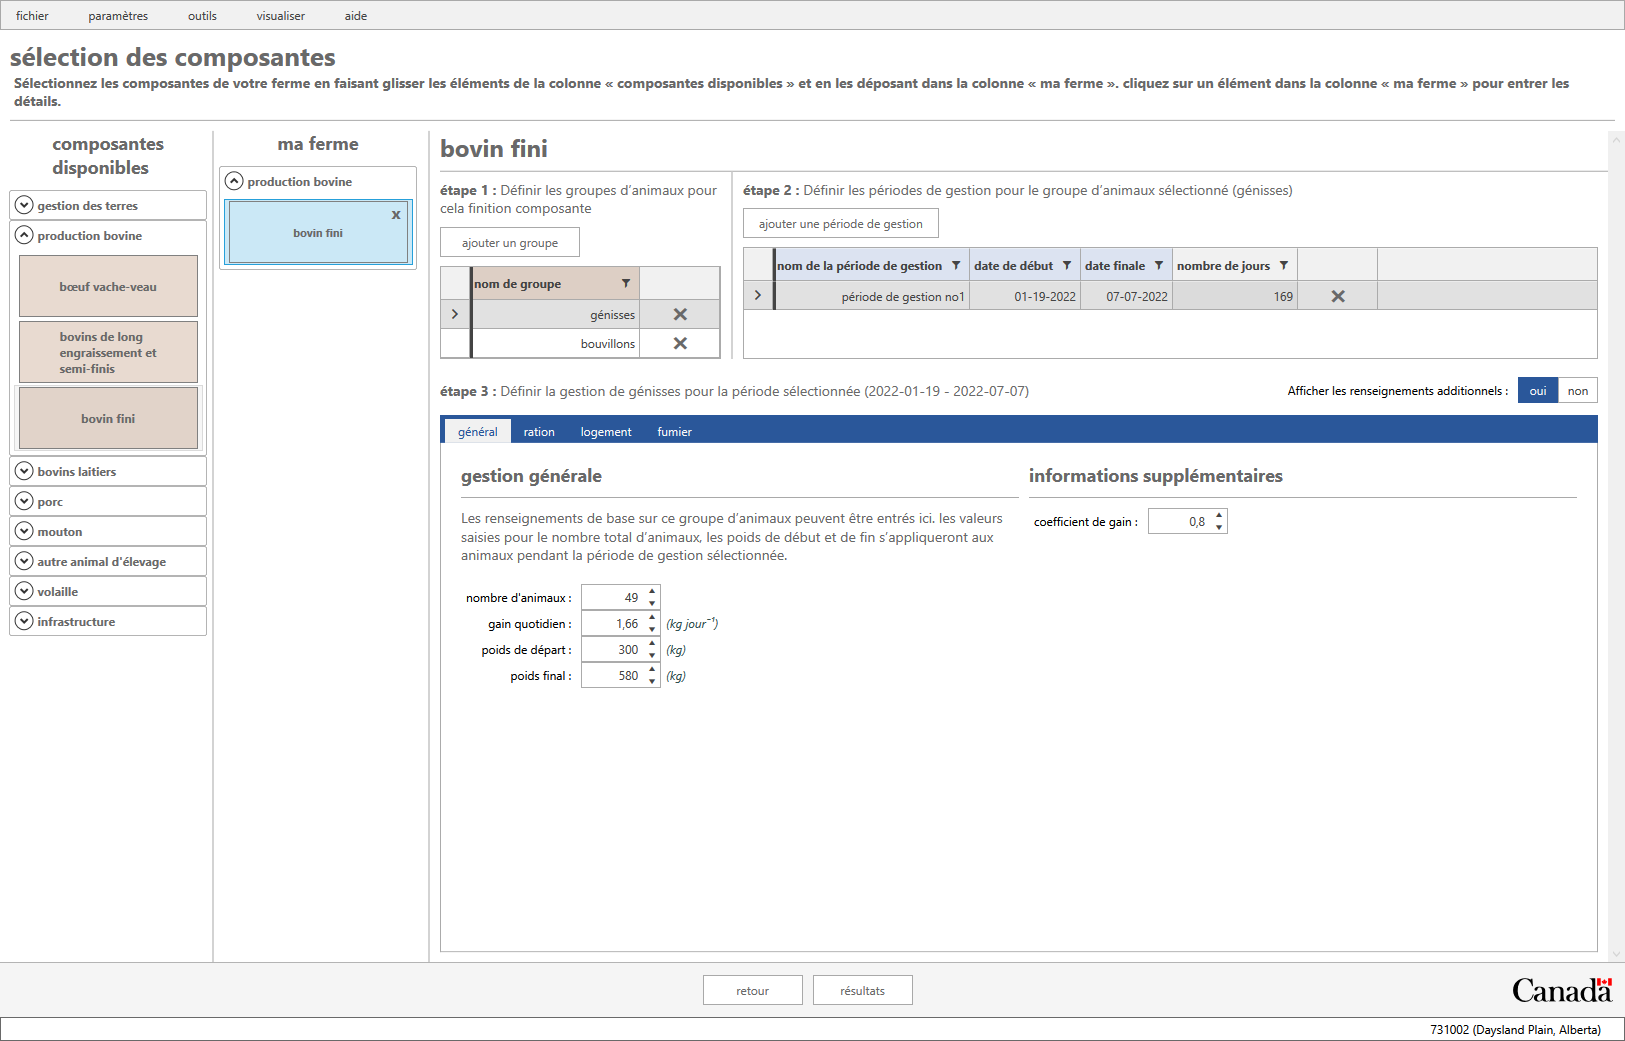 fichier paramètres outils visualiser aide
sélection des composantes
Sélectionnez les composantes de votre ferme en faisant glisser les éléments de la colonne « composantes disponibles » et en les déposant dans la colonne « ma ferme ». cliquez sur un élément dans la colonne « ma ferme » pour entrer les
détails.
composantes
disponibles
gestion des terres
production bovine
bœuf vache-veau
bovins de long
engraissement et
semi-finis
bovin fini
bovins laitiers
porc
mouton
autre animal d'élevage
volaille
infrastructure
ma ferme
production bovine
x
bovin fini
bovin fini
étape 1 : Définir les groupes d’animaux pour
cela finition composante
ajouter un groupe
nom de groupe
génisses
bouvillons
étape 2 : Définir les périodes de gestion pour le groupe d’animaux sélectionné (génisses)
ajouter une période de gestion
nom de la période de gestion date de début date finale nombre de jours
période de gestion no1 01-19-2022 07-07-2022 169
étape 3 : Définir la gestion de génisses pour la période sélectionnée (2022-01-19 - 2022-07-07)
Afficher les renseignements additionnels : oui non
général ration logement fumier
gestion générale
Les renseignements de base sur ce groupe d’animaux peuvent être entrés ici. les valeurs
saisies pour le nombre total d’animaux, les poids de début et de fin s’appliqueront aux
animaux pendant la période de gestion sélectionnée.
nombre d'animaux : 49
gain quotidien : 1,66 (kg jour⁻¹)
poids de départ : 300 (kg)
poids final : 580 (kg)
informations supplémentaires
coefficient de gain : 0,8
retour résultats
Canada
731002 (Daysland Plain, Alberta)